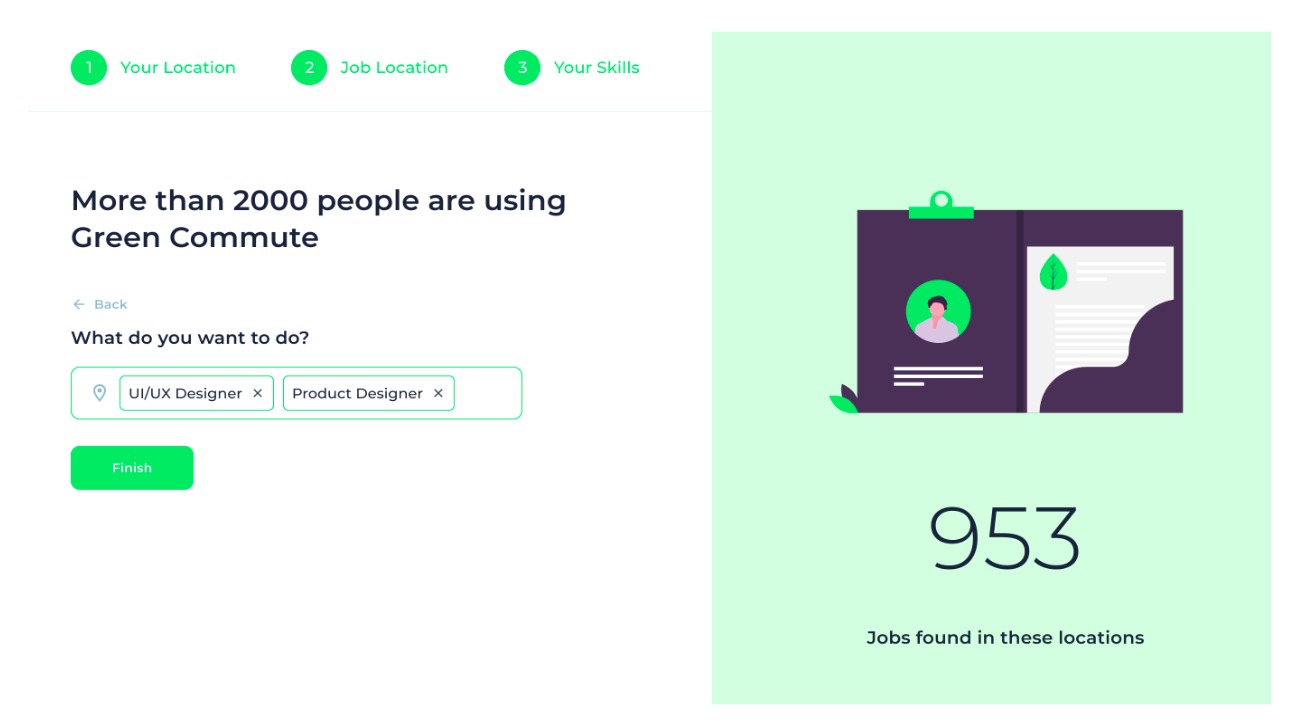 1 Your Location 2 Job Location 3 Your Skills
More than 2000 people are using
Green Commute
← Back
What do you want to do?
UI/UX Designer × Product Designer ×
Finish
953
Jobs found in these locations